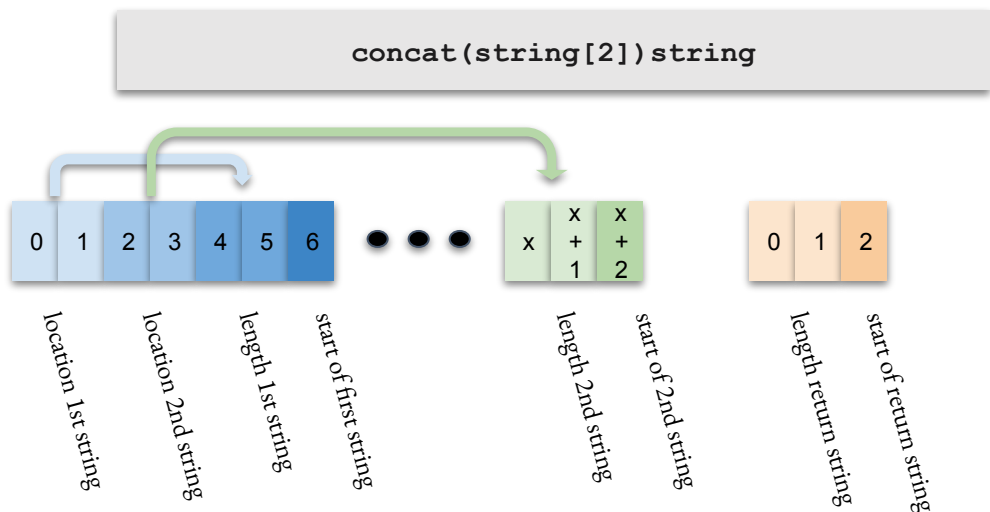 concat(string[2])string
0 1 2 3 4 5 6
x
x
+
1
x
+
2
0 1 2
location 1st string
location 2nd string
length 1st string
start of first string
length 2nd string
start of 2nd string
length return string
start of return string